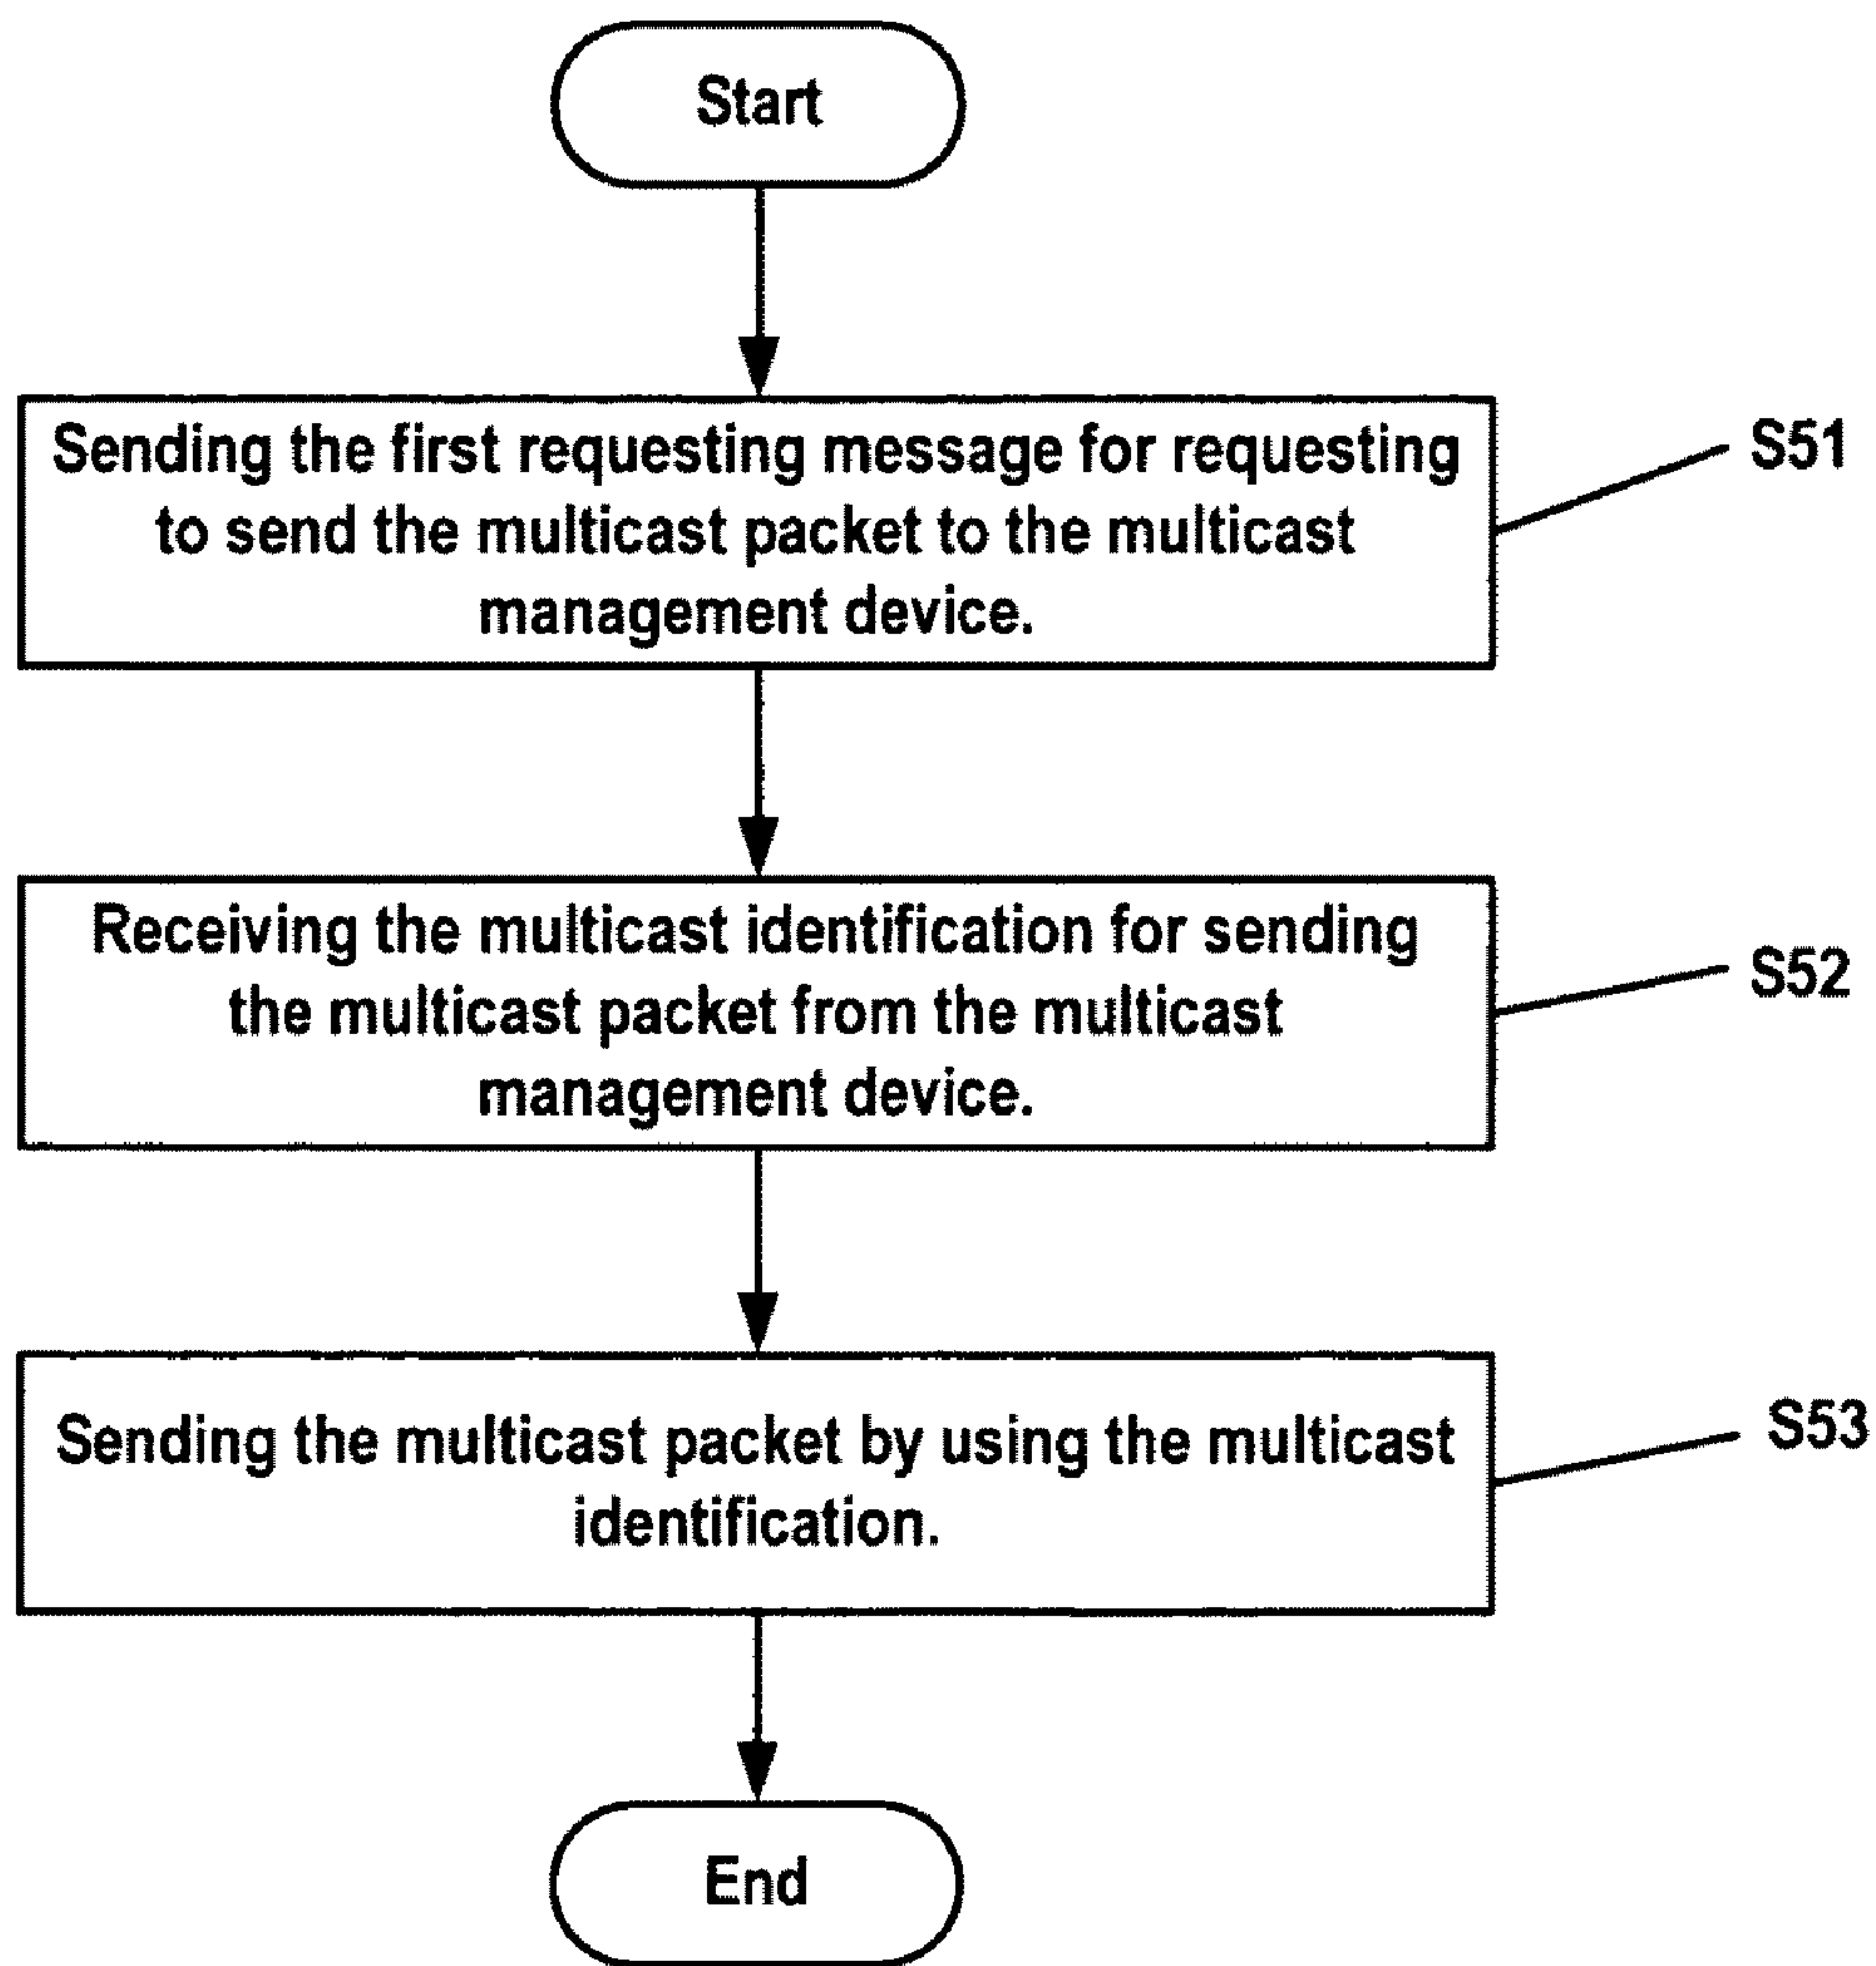 Start
Sending the first requesting message for requesting
to send the multicast packet to the multicast
management device.
S51
Receiving the multicast identification for sending
the multicast packet from the multicast
management device.
S52
Sending the multicast packet by using the multicast
identification.
S53
End